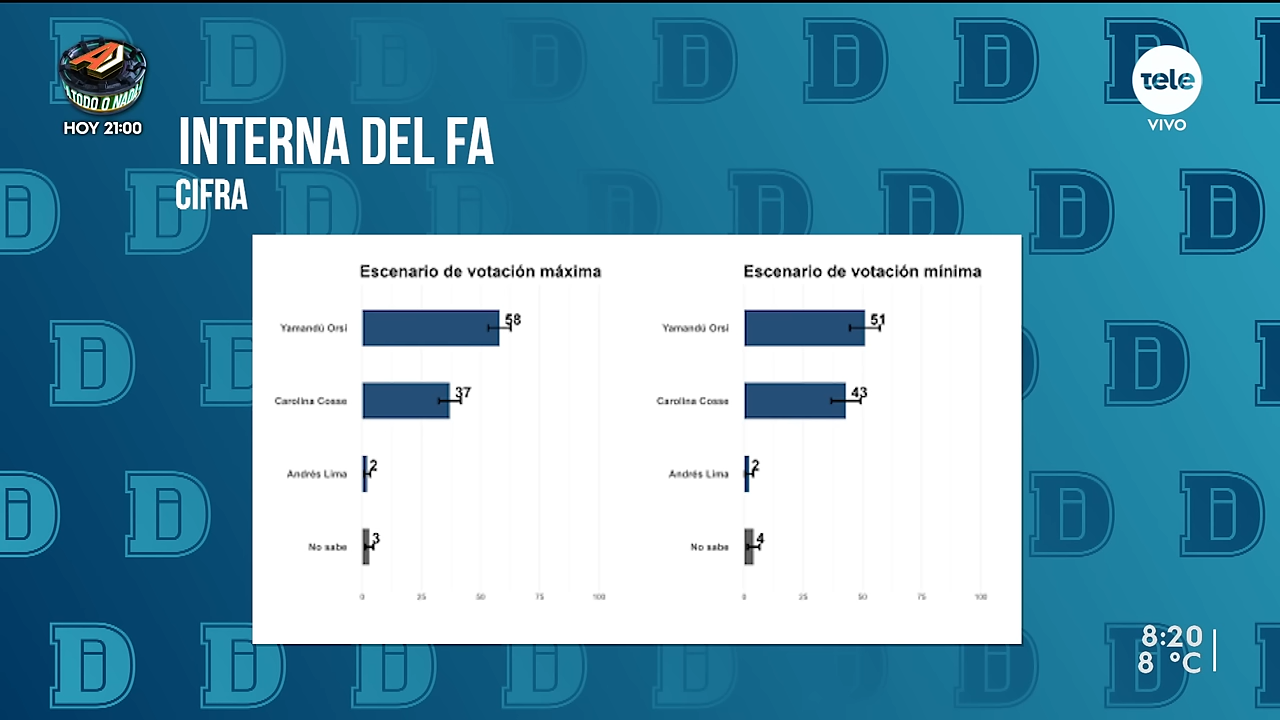 A TODO O NADA
HOY 21:00
tele
VIVO
INTERNA DEL FA
CIFRA
Escenario de votación máxima
Yamandú Orsi
58
Carolina Cosse
37
Andrés Lima
2
No sabe
3
0 25 50 75 100
Escenario de votación mínima
Yamandú Orsi
51
Carolina Cosse
43
Andrés Lima
2
No sabe
4
0 25 50 75 100
8:20
8 °C